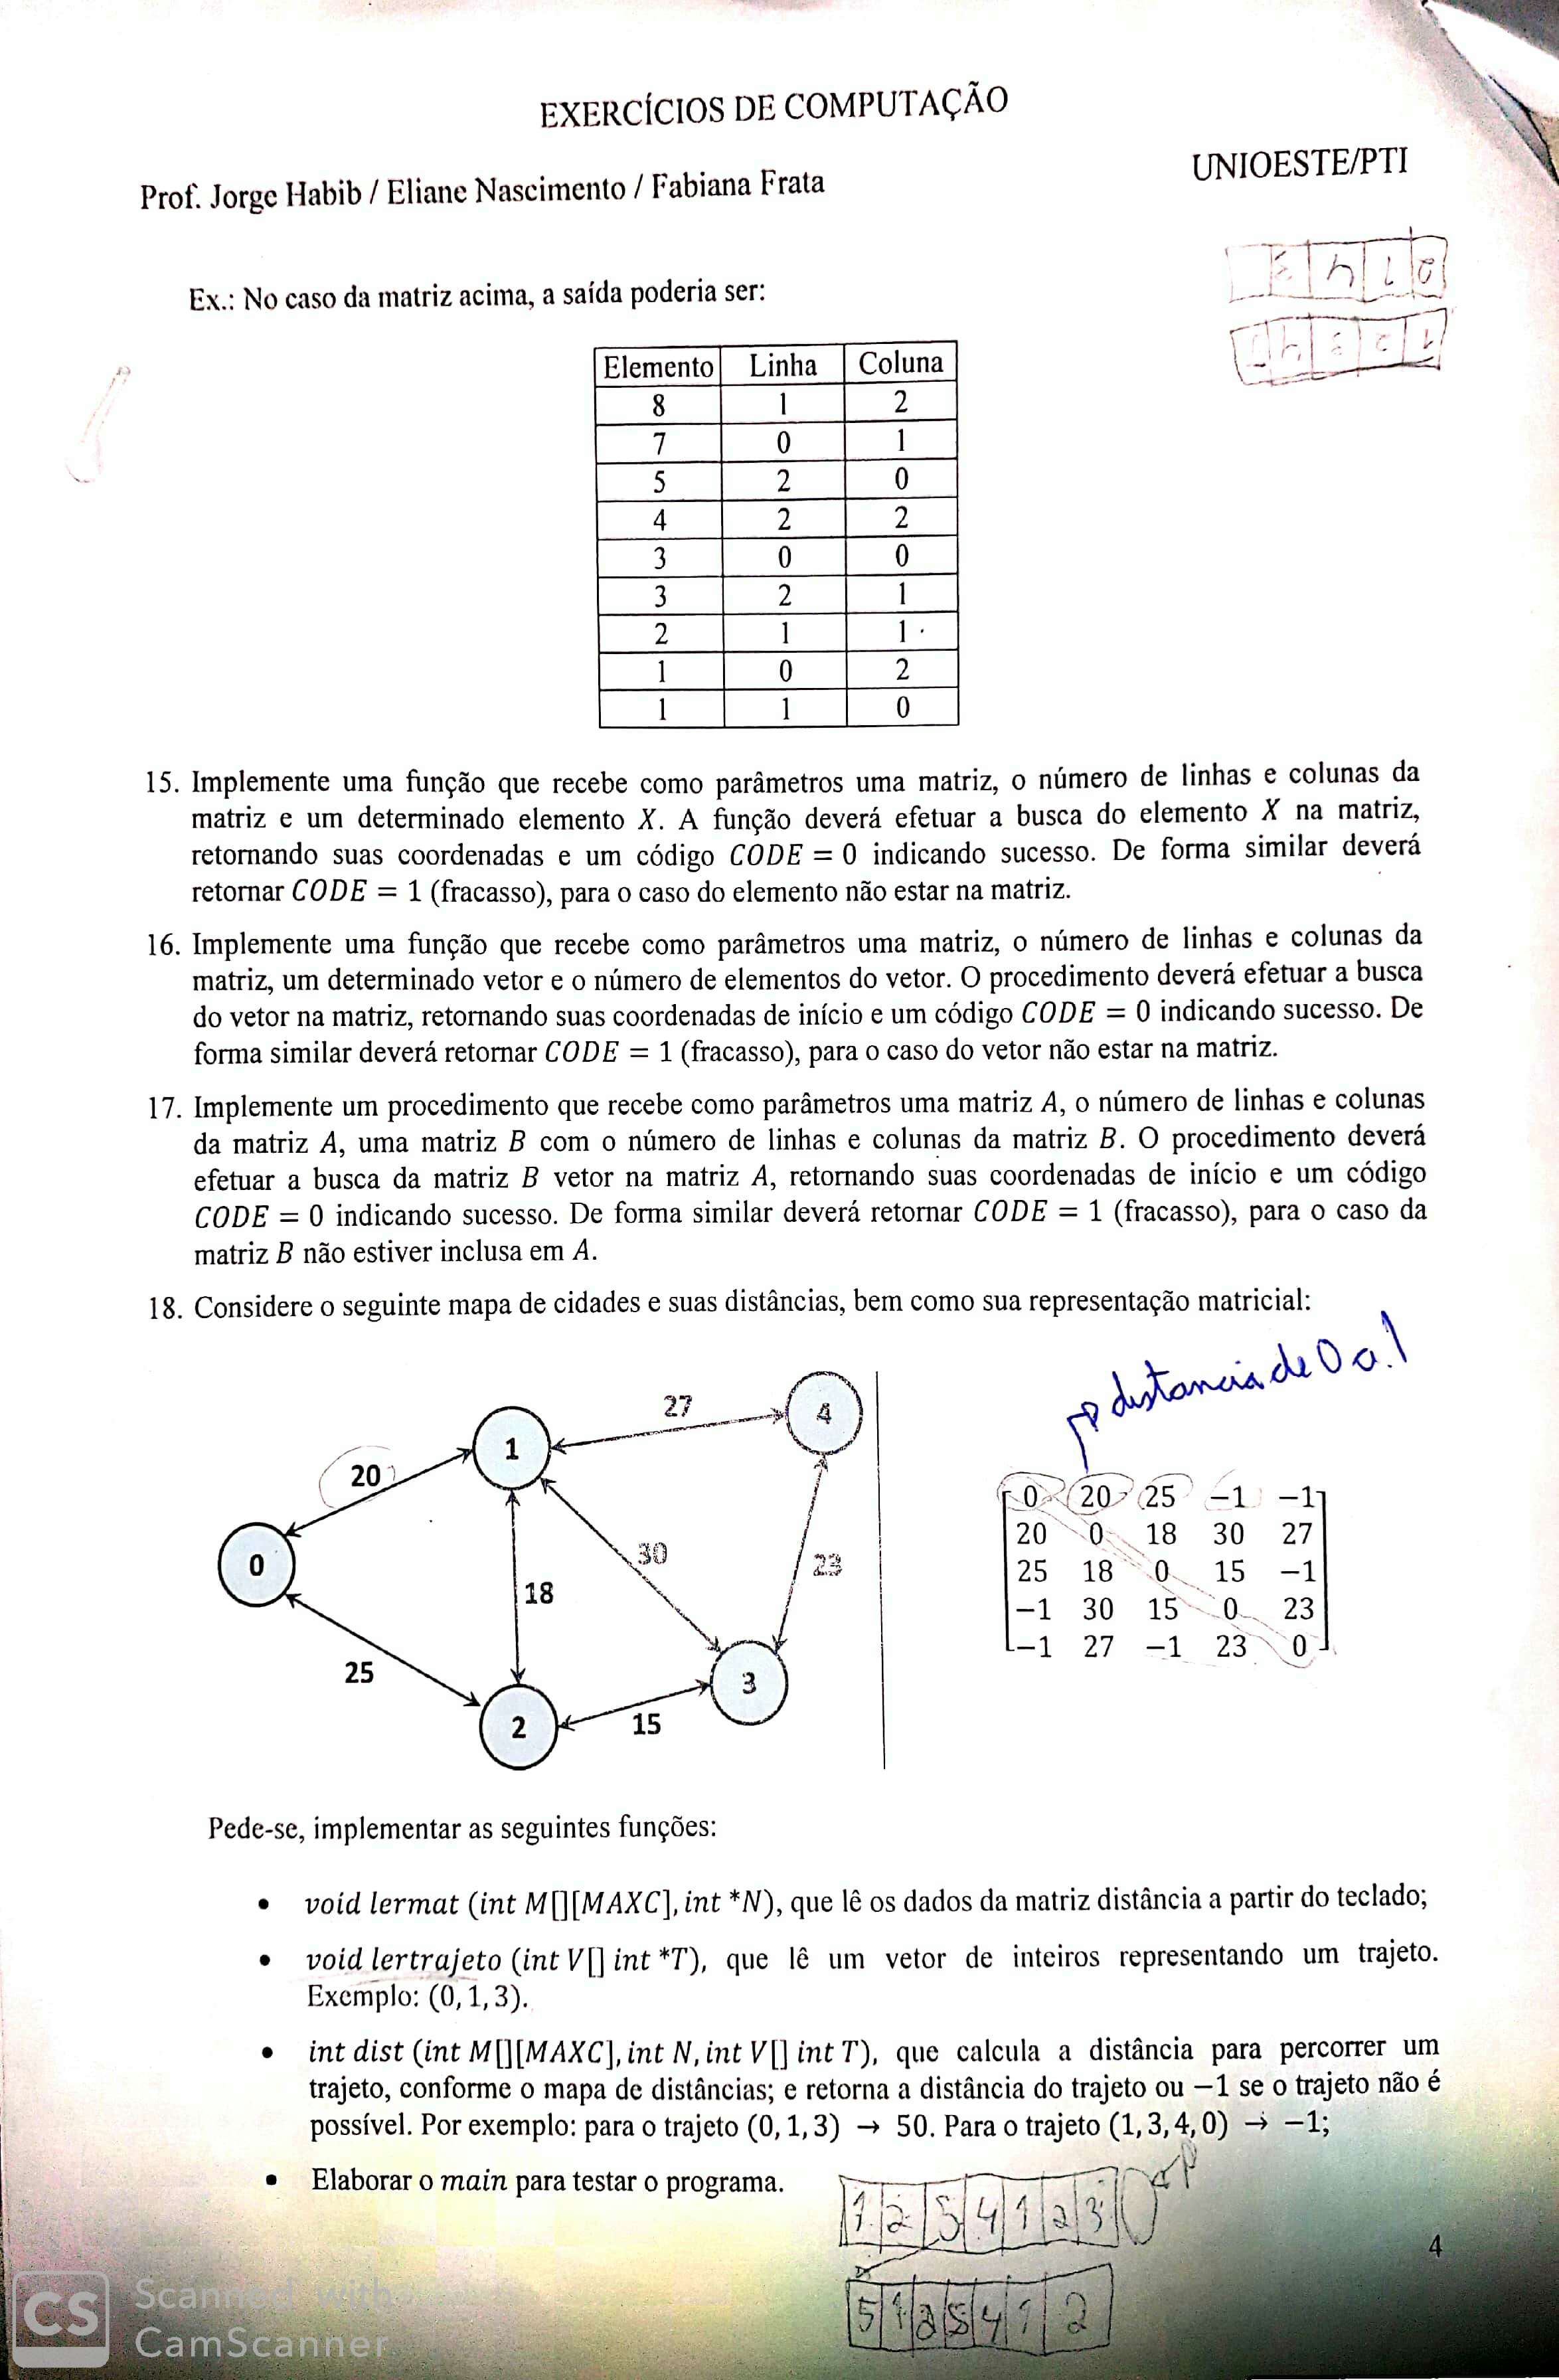 EXERCÍCIOS DE COMPUTAÇÃO
UNIOESTE/PTI
Prof. Jorge Habib / Eliane Nascimento / Fabiana Frata
Ex.: No caso da matriz acima, a saída poderia ser:
Elemento Linha Coluna
8 1 2
7 0 1
5 2 0
4 2 2
3 0 0
3 2 1
2 1 1
1 0 2
1 1 0
15. Implemente uma função que recebe como parâmetros uma matriz, o número de linhas e colunas da
matriz e um determinado elemento X. A função deverá efetuar a busca do elemento X na matriz,
retornando suas coordenadas e um código CODE = 0 indicando sucesso. De forma similar deverá
retornar CODE = 1 (fracasso), para o caso do elemento não estar na matriz.
16. Implemente uma função que recebe como parâmetros uma matriz, o número de linhas e colunas da
matriz, um determinado vetor e o número de elementos do vetor. O procedimento deverá efetuar a busca
do vetor na matriz, retornando suas coordenadas de início e um código CODE = 0 indicando sucesso. De
forma similar deverá retornar CODE = 1 (fracasso), para o caso do vetor não estar na matriz.
17. Implemente um procedimento que recebe como parâmetros uma matriz A, o número de linhas e colunas
da matriz A, uma matriz B com o número de linhas e colunas da matriz B. O procedimento deverá
efetuar a busca da matriz B vetor na matriz A, retornando suas coordenadas de início e um código
CODE = 0 indicando sucesso. De forma similar deverá retornar CODE = 1 (fracasso), para o caso da
matriz B não estiver inclusa em A.
18. Considere o seguinte mapa de cidades e suas distâncias, bem como sua representação matricial:
distancia de 0 a 1
27
4
1
20
0
30
23
18
25
3
2
15
0 20 25 −1 −1
20 0 18 30 27
25 18 0 15 −1
−1 30 15 0 23
−1 27 −1 23 0
Pede-se, implementar as seguintes funções:
• void lermat (int M[][MAXC], int *N), que lê os dados da matriz distância a partir do teclado;
• void lertrajeto (int V[] int *T), que lê um vetor de inteiros representando um trajeto.
Exemplo: (0, 1, 3).
• int dist (int M[][MAXC], int N, int V[] int T), que calcula a distância para percorrer um
trajeto, conforme o mapa de distâncias; e retorna a distância do trajeto ou −1 se o trajeto não é
possível. Por exemplo: para o trajeto (0, 1, 3) → 50. Para o trajeto (1, 3, 4, 0) → −1;
• Elaborar o main para testar o programa.
1 2 5 4 1 2 3
5 1 2 5 4 1 2
4
CS Scanned with
CamScanner